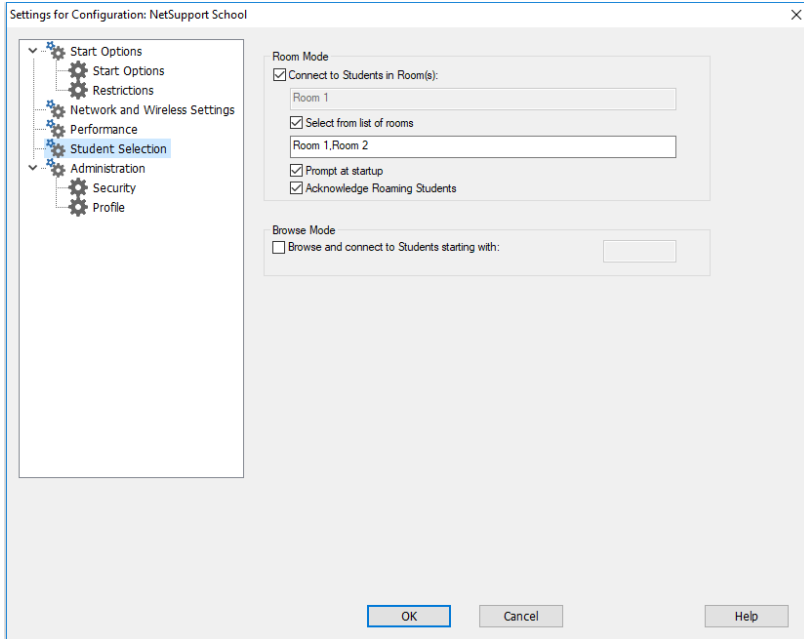 Settings for Configuration: NetSupport School
Start Options
Start Options
Restrictions
Network and Wireless Settings
Performance
Student Selection
Administration
Security
Profile
Room Mode
Connect to Students in Room(s):
Room 1
Select from list of rooms
Room 1,Room 2
Prompt at startup
Acknowledge Roaming Students
Browse Mode
Browse and connect to Students starting with:
OK
Cancel
Help